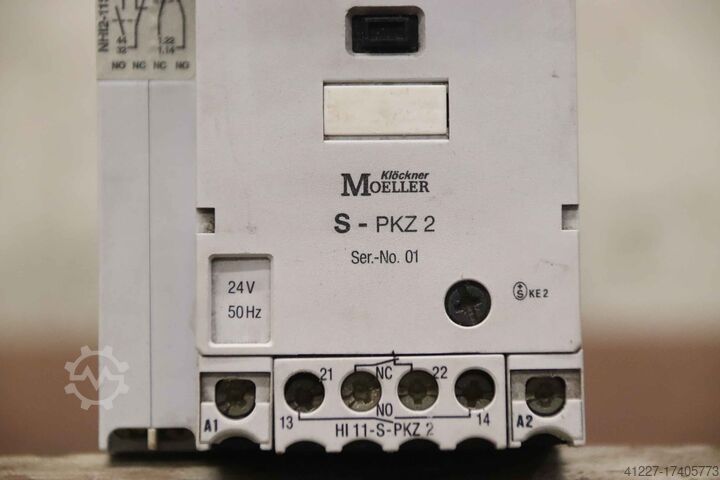 NHI2-11S
44 1.22
32 1.14
NO NC NC NO
Klöckner
MOELLER
S - PKZ 2
Ser.-No. 01
24V
50Hz
S KE 2
21 NC 22
A1 13 NO 14 A2
HI 11-S-PKZ 2
41227-17405773